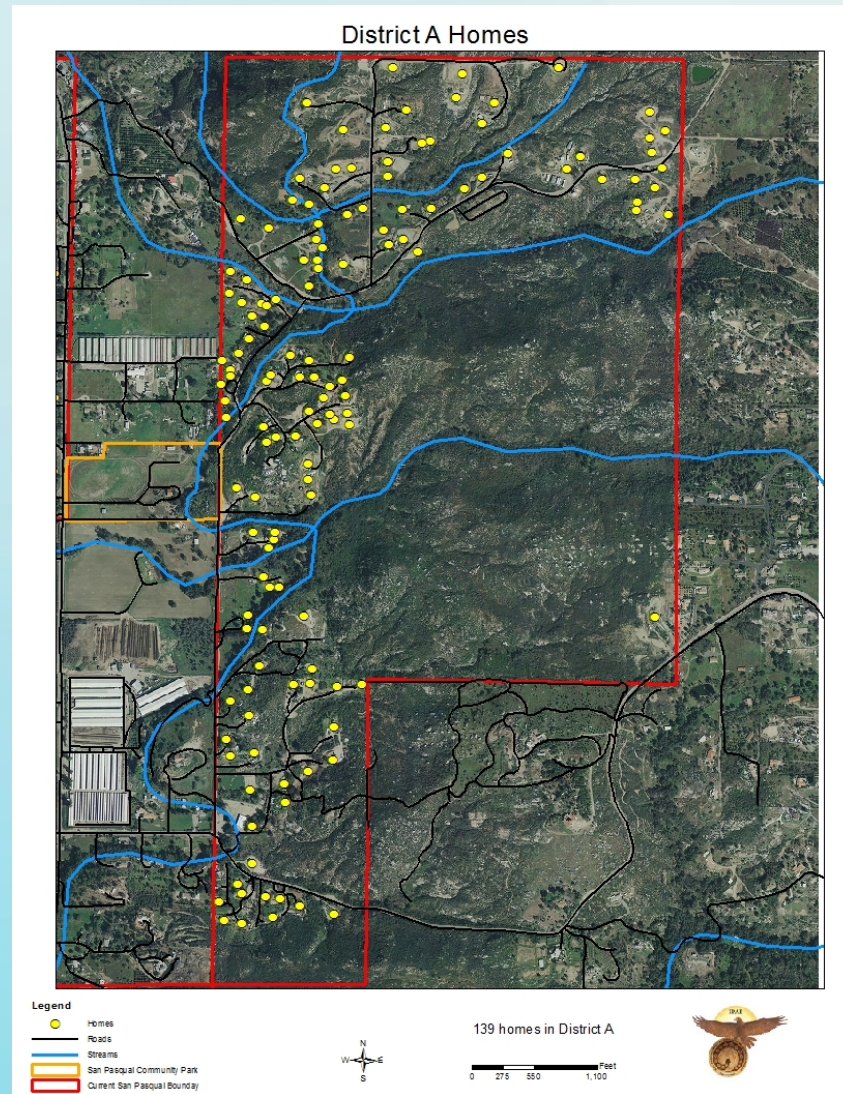 District A Homes
Legend
Homes
Roads
Streams
San Pasqual Community Park
Current San Pasqual Bounday
N
W
E
S
139 homes in District A
Feet
0 275 550 1,100